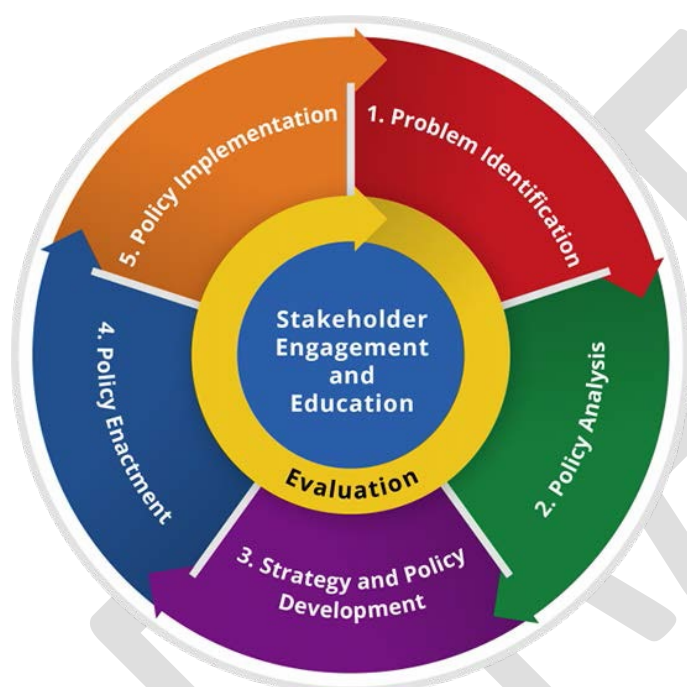 1. Problem Identification
2. Policy Analysis
3. Strategy and Policy
Development
4. Policy Enactment
5. Policy Implementation
Stakeholder
Engagement
and
Education
Evaluation